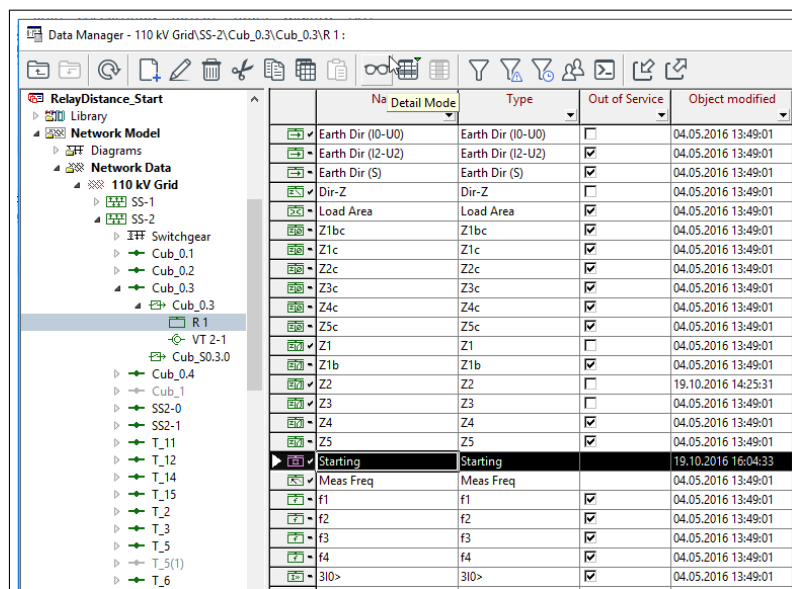 Data Manager - 110 kV Grid\SS-2\Cub_0.3\Cub_0.3\R 1 :
Detail Mode
RelayDistance_Start
Library
Network Model
Diagrams
Network Data
110 kV Grid
SS-1
SS-2
Switchgear
Cub_0.1
Cub_0.2
Cub_0.3
Cub_0.3
R 1
VT 2-1
Cub_S0.3.0
Cub_0.4
Cub_1
SS2-0
SS2-1
T_11
T_12
T_14
T_15
T_2
T_3
T_5
T_5(1)
T_6
Na Type Out of Service Object modified
Earth Dir (I0-U0) Earth Dir (I0-U0) 04.05.2016 13:49:01
Earth Dir (I2-U2) Earth Dir (I2-U2) 04.05.2016 13:49:01
Earth Dir (S) Earth Dir (S) 04.05.2016 13:49:01
Dir-Z Dir-Z 04.05.2016 13:49:01
Load Area Load Area 04.05.2016 13:49:01
Z1bc Z1bc 04.05.2016 13:49:01
Z1c Z1c 04.05.2016 13:49:01
Z2c Z2c 04.05.2016 13:49:01
Z3c Z3c 04.05.2016 13:49:01
Z4c Z4c 04.05.2016 13:49:01
Z5c Z5c 04.05.2016 13:49:01
Z1 Z1 04.05.2016 13:49:01
Z1b Z1b 04.05.2016 13:49:01
Z2 Z2 19.10.2016 14:25:31
Z3 Z3 04.05.2016 13:49:01
Z4 Z4 04.05.2016 13:49:01
Z5 Z5 04.05.2016 13:49:01
Starting Starting 19.10.2016 16:04:33
Meas Freq Meas Freq 04.05.2016 13:49:01
f1 f1 04.05.2016 13:49:01
f2 f2 04.05.2016 13:49:01
f3 f3 04.05.2016 13:49:01
f4 f4 04.05.2016 13:49:01
3I0> 3I0> 04.05.2016 13:49:01